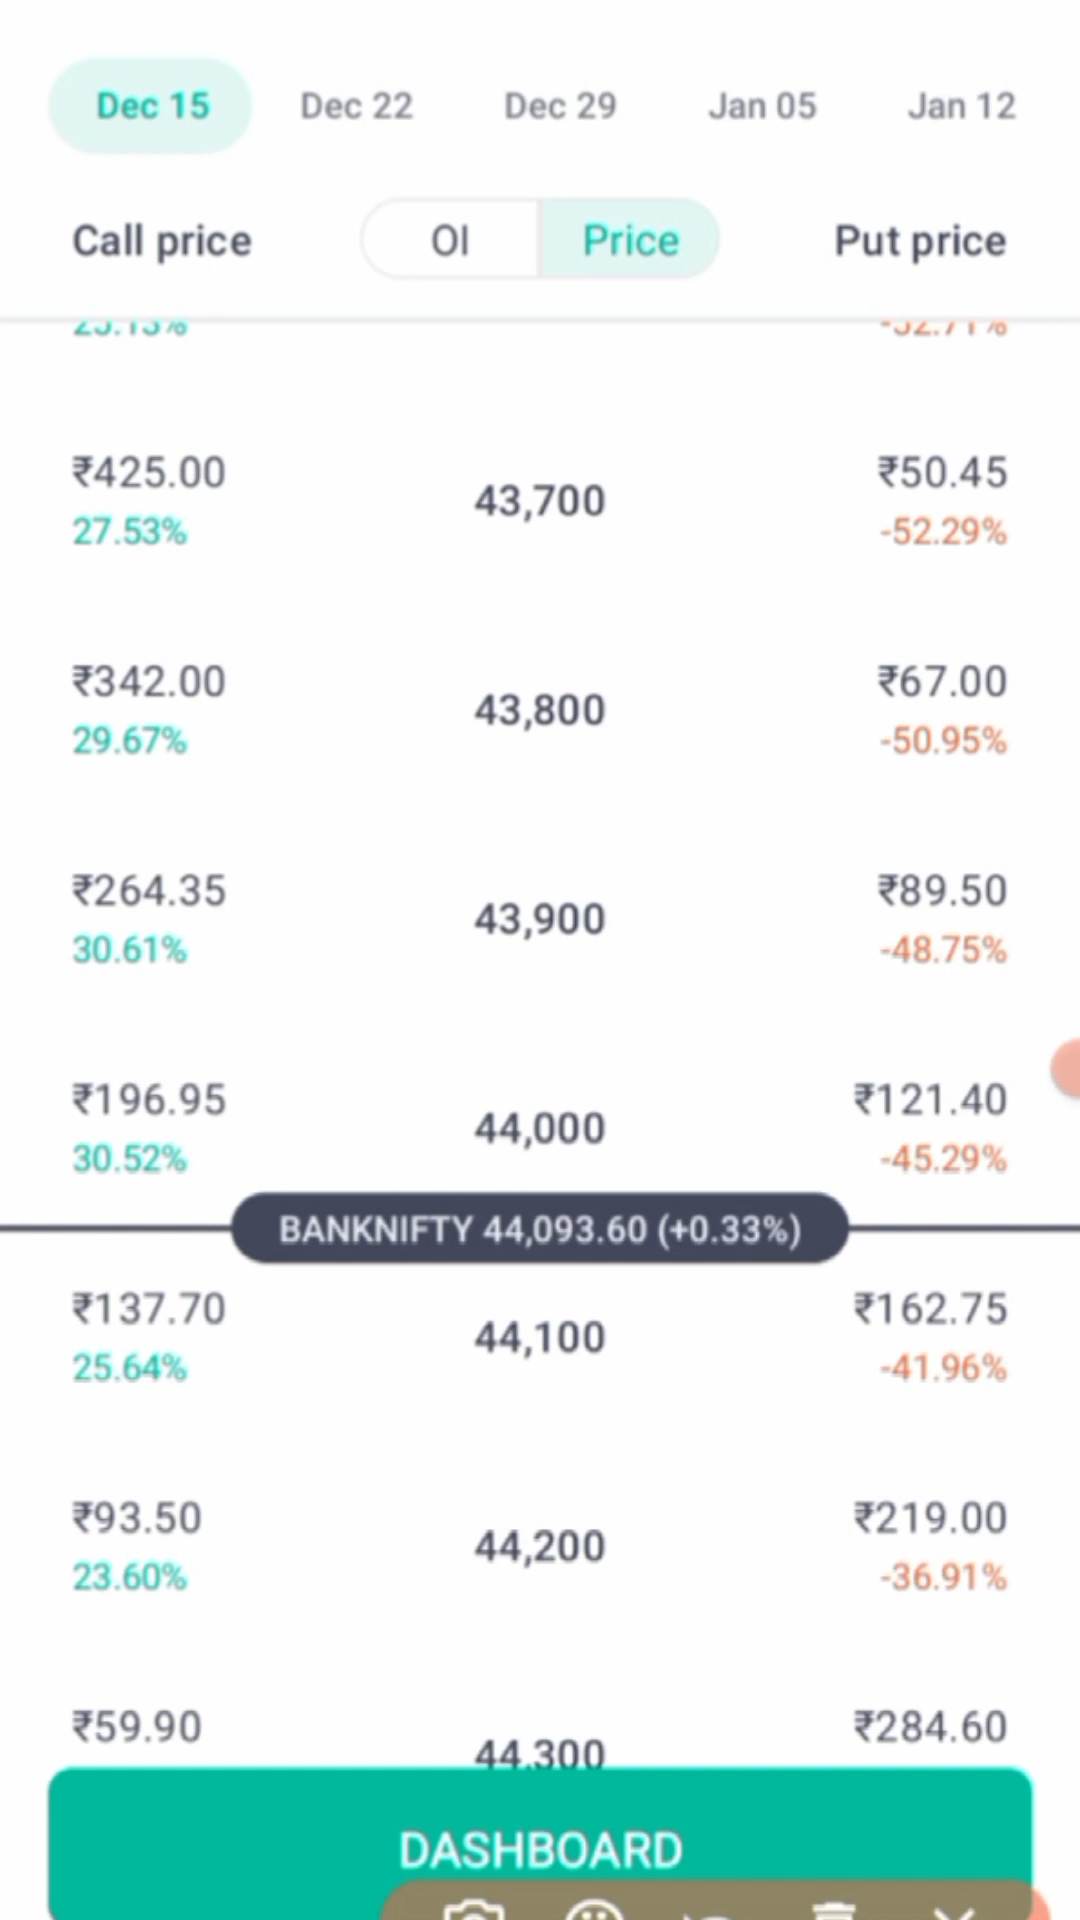 Dec 15 Dec 22 Dec 29 Jan 05 Jan 12
Call price OI Price Put price
₹425.00 43,700 ₹50.45
27.53% -52.29%
₹342.00 43,800 ₹67.00
29.67% -50.95%
₹264.35 43,900 ₹89.50
30.61% -48.75%
₹196.95 44,000 ₹121.40
30.52% -45.29%
BANKNIFTY 44,093.60 (+0.33%)
₹137.70 44,100 ₹162.75
25.64% -41.96%
₹93.50 44,200 ₹219.00
23.60% -36.91%
₹59.90 44,300 ₹284.60
DASHBOARD